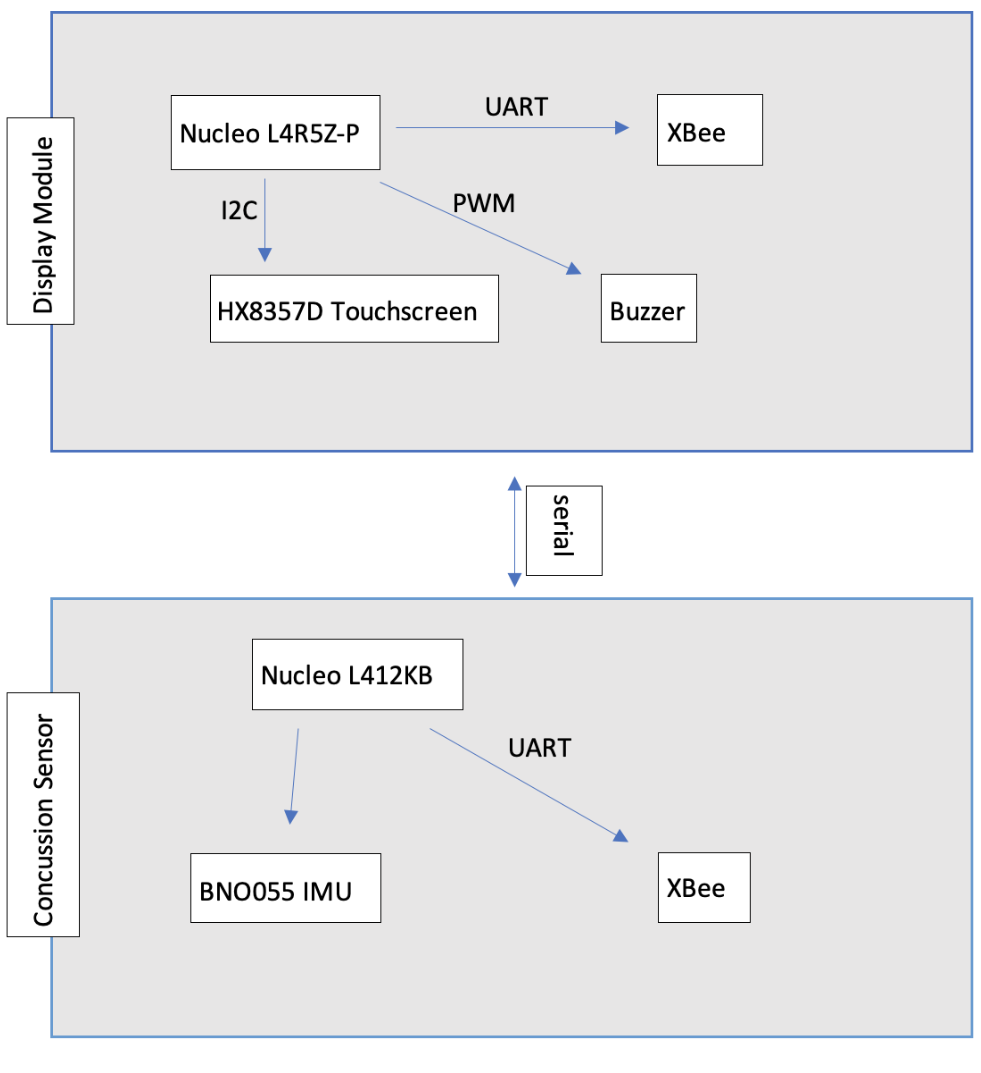 Display Module
Nucleo L4R5Z-P
UART
XBee
I2C
PWM
HX8357D Touchscreen
Buzzer
serial
Concussion Sensor
Nucleo L412KB
UART
BNO055 IMU
XBee